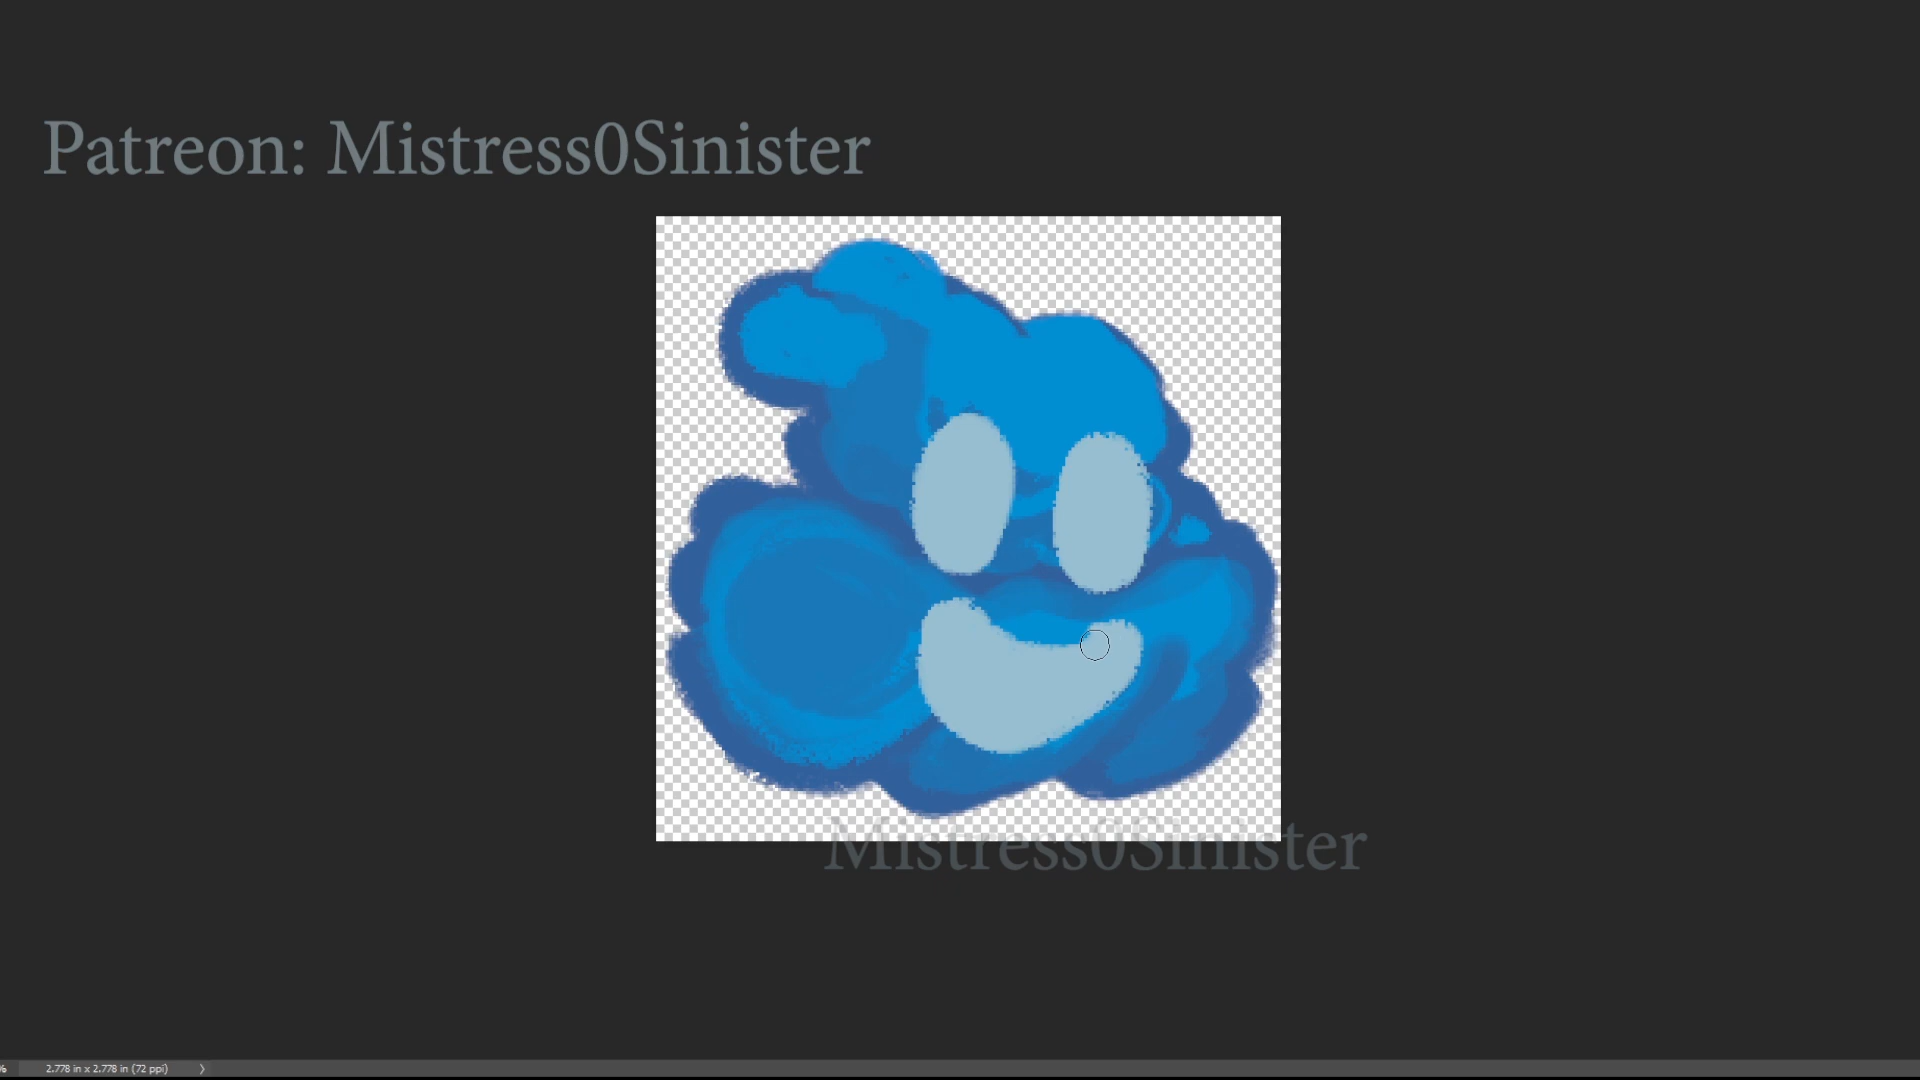 Patreon: Mistress0Sinister
Mistress0Sinister
2.778 in x 2.778 in (72 ppi)